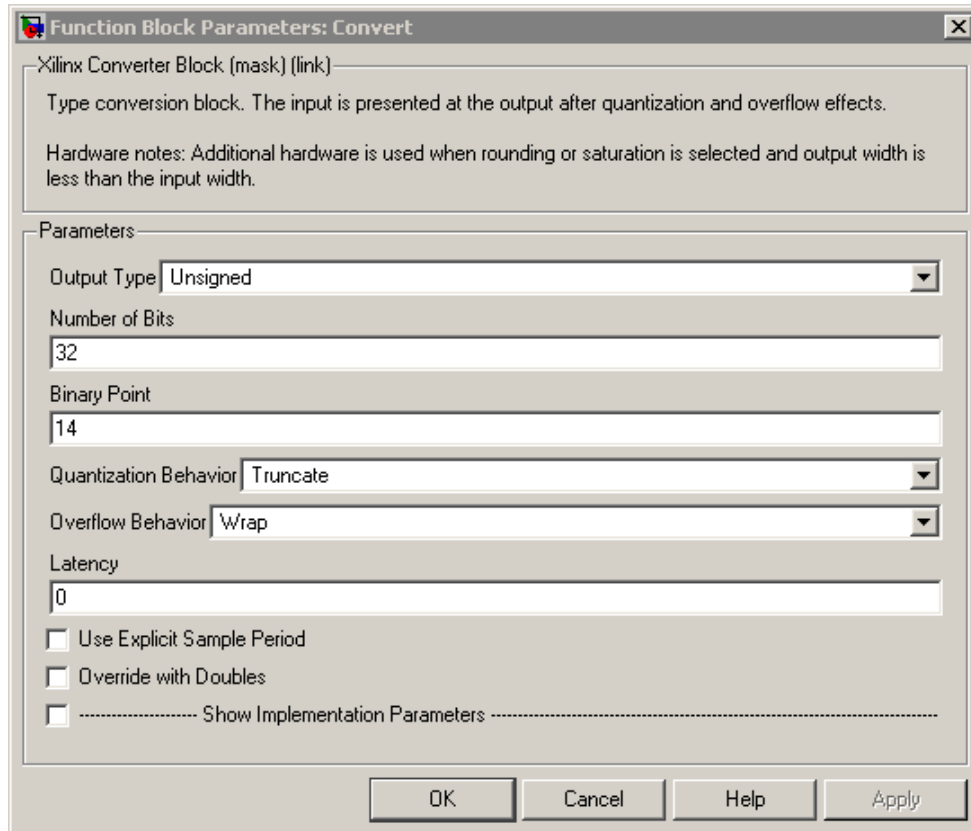 Function Block Parameters: Convert
Xilinx Converter Block (mask) (link)
Type conversion block. The input is presented at the output after quantization and overflow effects.
Hardware notes: Additional hardware is used when rounding or saturation is selected and output width is
less than the input width.
Parameters
Output Type Unsigned
Number of Bits
32
Binary Point
14
Quantization Behavior Truncate
Overflow Behavior Wrap
Latency
0
Use Explicit Sample Period
Override with Doubles
--------------------- Show Implementation Parameters --------------------------------------------------------------------------------
OK Cancel Help Apply